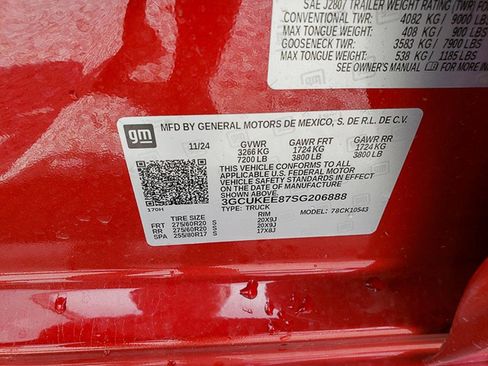 SAE J2807 TRAILER WEIGHT RATING (TWR) FO
CONVENTIONAL TWR: 4082 KG / 9000 LBS
MAX TONGUE WEIGHT: 408 KG / 900 LBS
GOOSENECK TWR: 3583 KG / 7900 LBS
MAX TONGUE WEIGHT: 538 KG / 1185 LBS
SEE OWNER'S MANUAL FOR MORE IN
gm
MFD BY GENERAL MOTORS DE MEXICO, S. DE R.L. DE C.V.
11/24 GVWR GAWR FRT GAWR RR
3266 KG 1724 KG 1724 KG
7200 LB 3800 LB 3800 LB
THIS VEHICLE CONFORMS TO ALL
APPLICABLE U.S. FEDERAL MOTOR
VEHICLE SAFETY STANDARDS IN EFFECT ON
THE DATE OF MANUFACTURE SHOWN ABOVE.
3GCUKEE87SG206888
TYPE: TRUCK MODEL: 78CK10543
170H
TIRE SIZE RIM
FRT 275/60R20 S 20X9J
RR 275/60R20 S 20X9J
SPA 255/80R17 S 17X8J